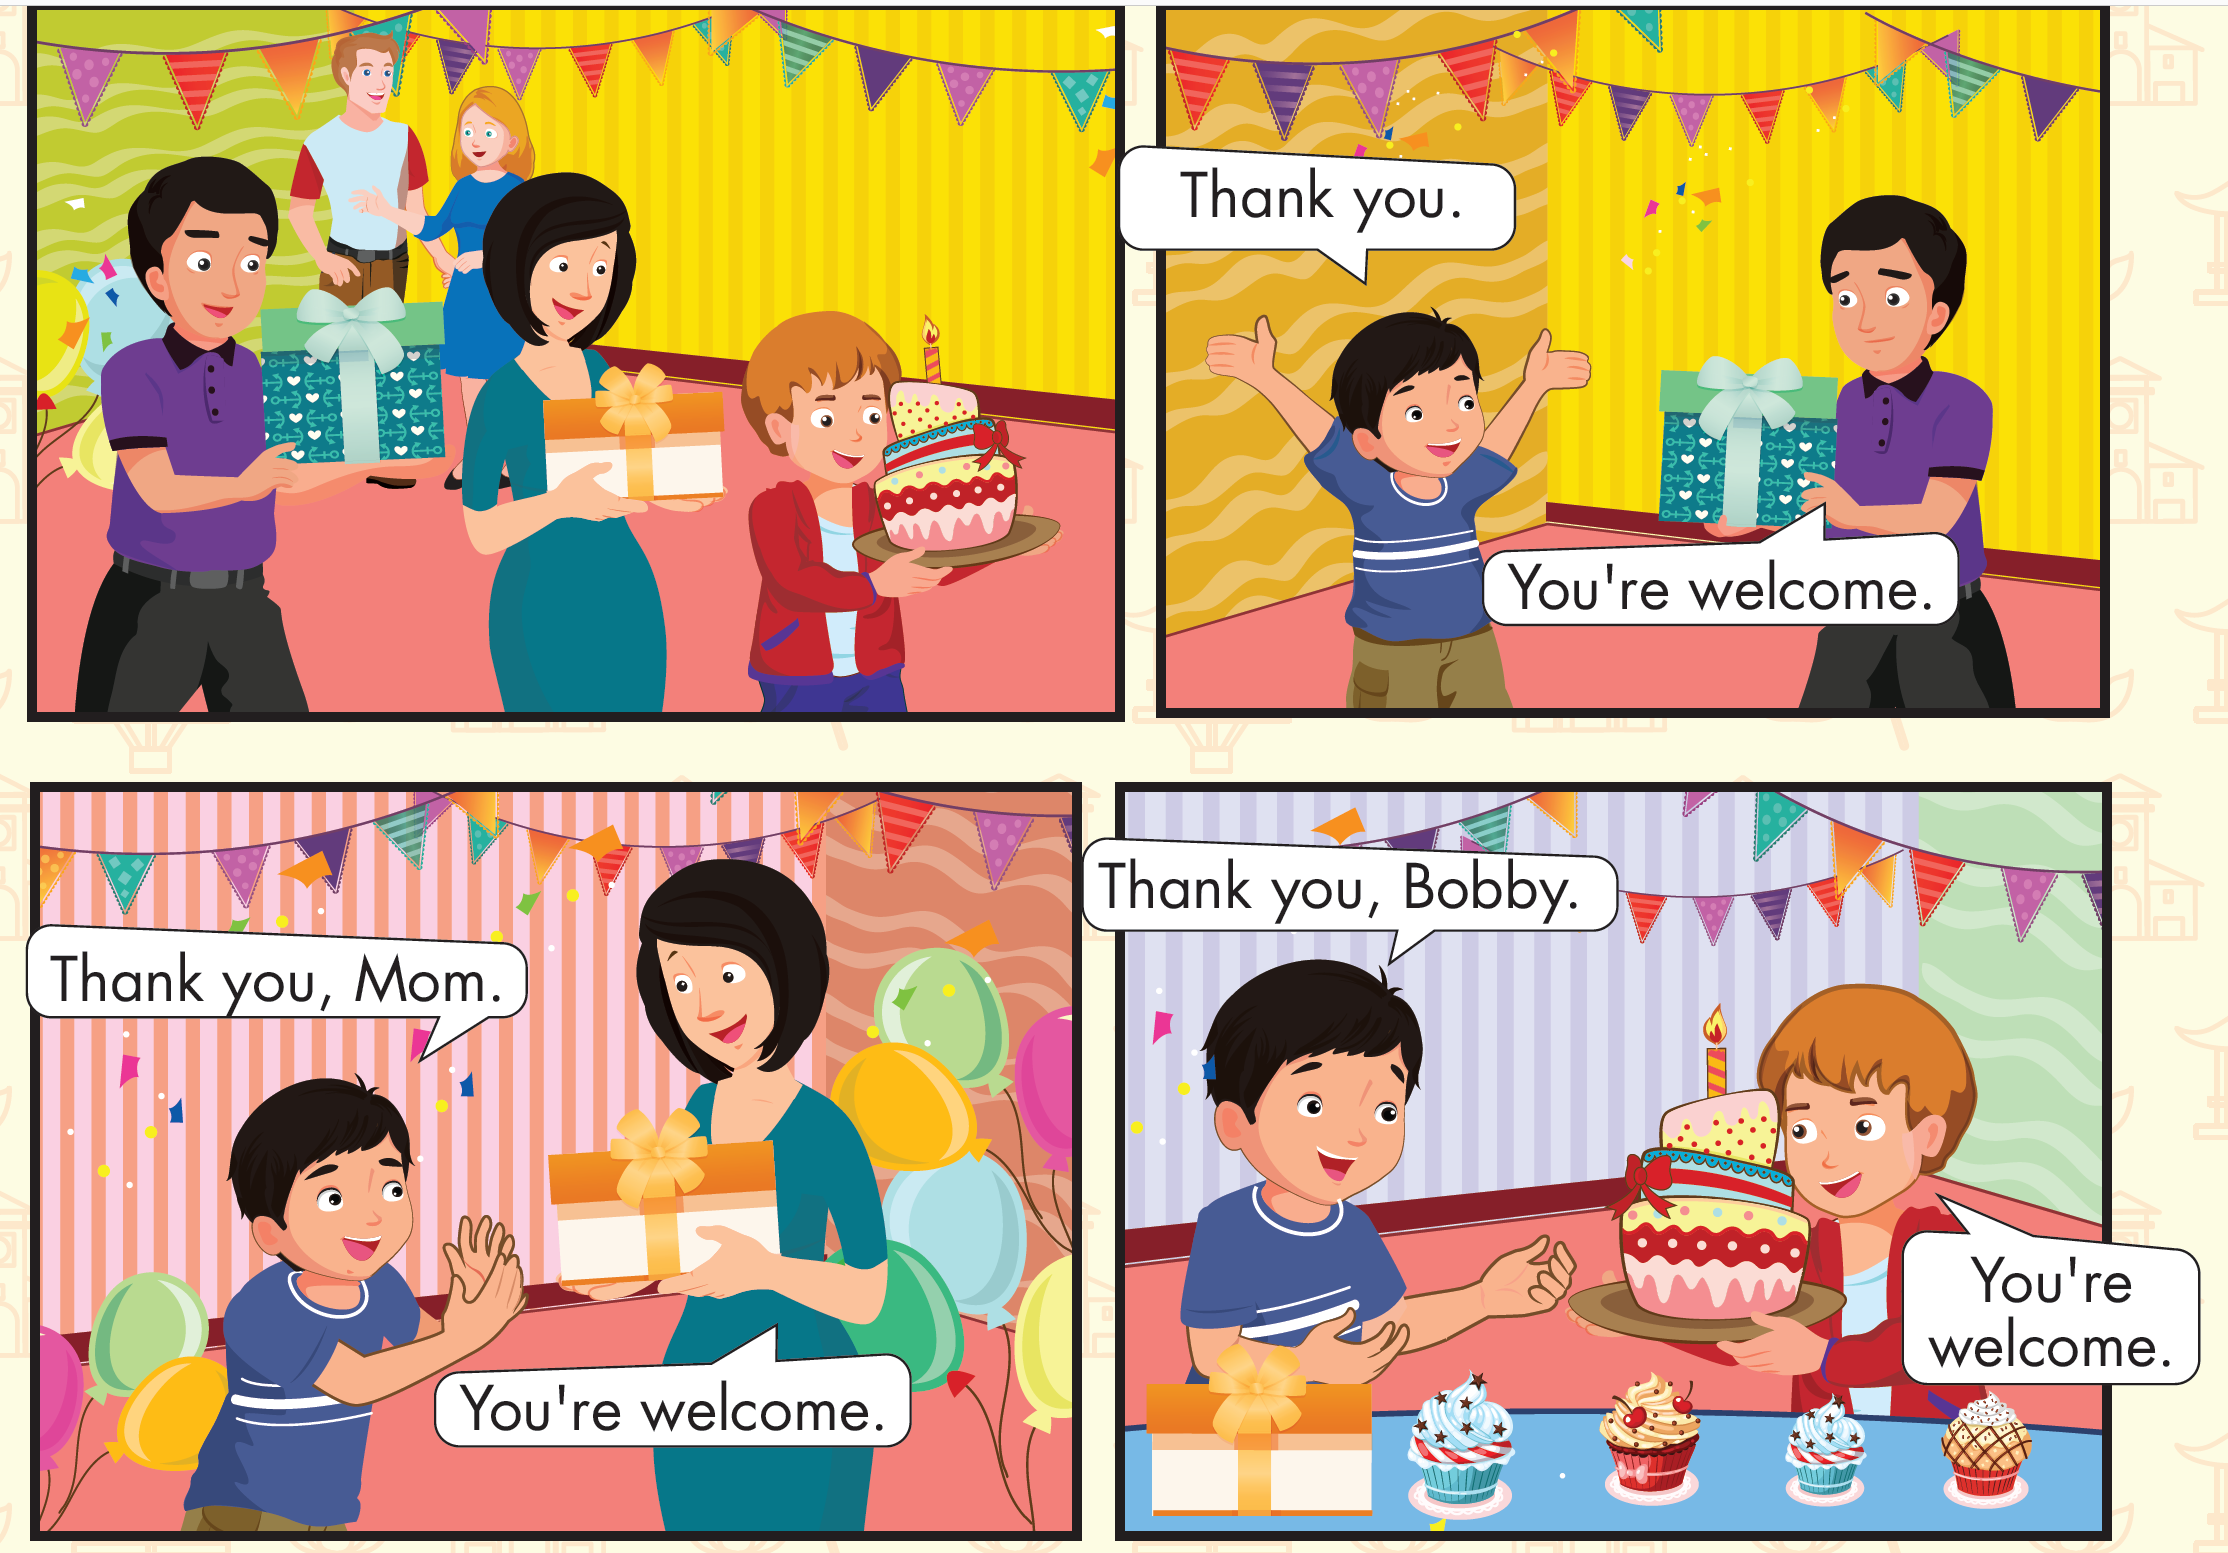 Thank you.
You're welcome.
Thank you, Mom.
You're welcome.
Thank you, Bobby.
You're
welcome.